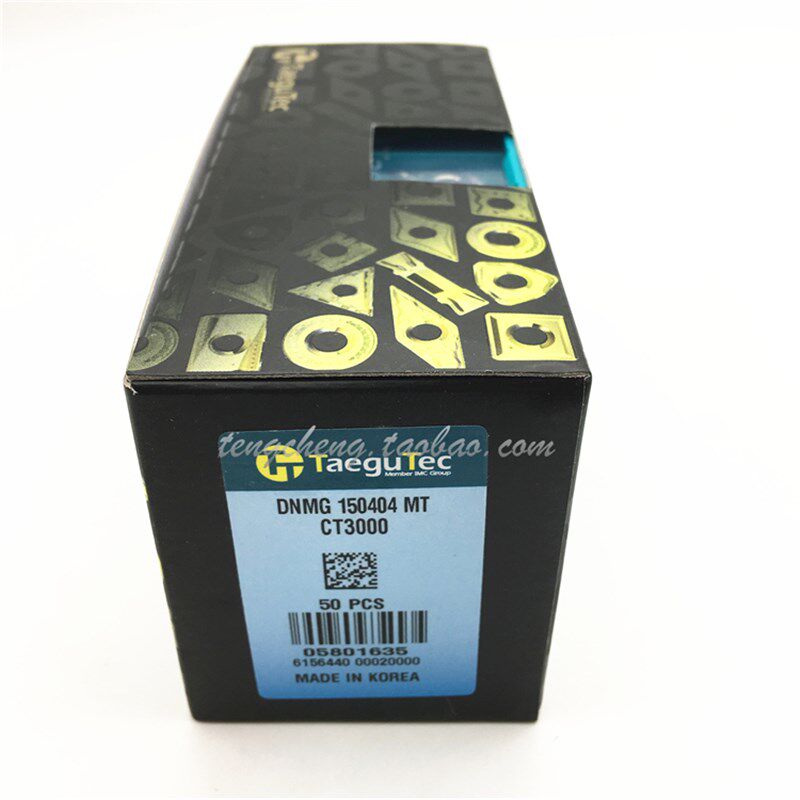 TaeguTec
tengcheng.taobao.com
TaeguTec
Member IMC Group
DNMG 150404 MT
CT3000
50 PCS
05801635
6156440 00020000
MADE IN KOREA